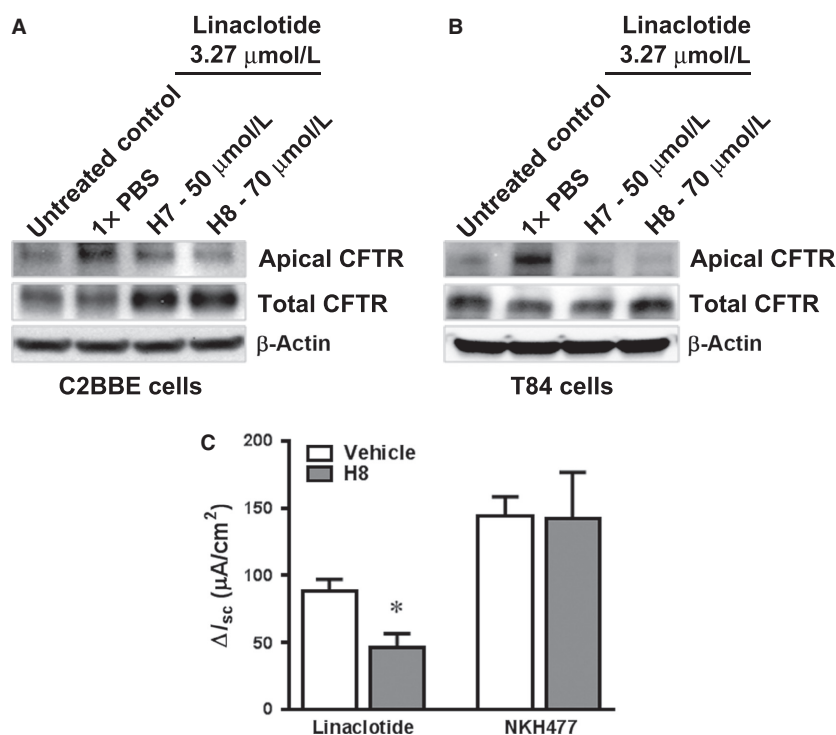 A
Linaclotide
3.27 μmol/L
Untreated control
1× PBS
H7 - 50 μmol/L
H8 - 70 μmol/L
Apical CFTR
Total CFTR
β-Actin
C2BBE cells
B
Linaclotide
3.27 μmol/L
Untreated control
1× PBS
H7 - 50 μmol/L
H8 - 70 μmol/L
Apical CFTR
Total CFTR
β-Actin
T84 cells
C
200
150
100
50
0
ΔIsc (μA/cm²)
Vehicle
H8
*
Linaclotide
NKH477